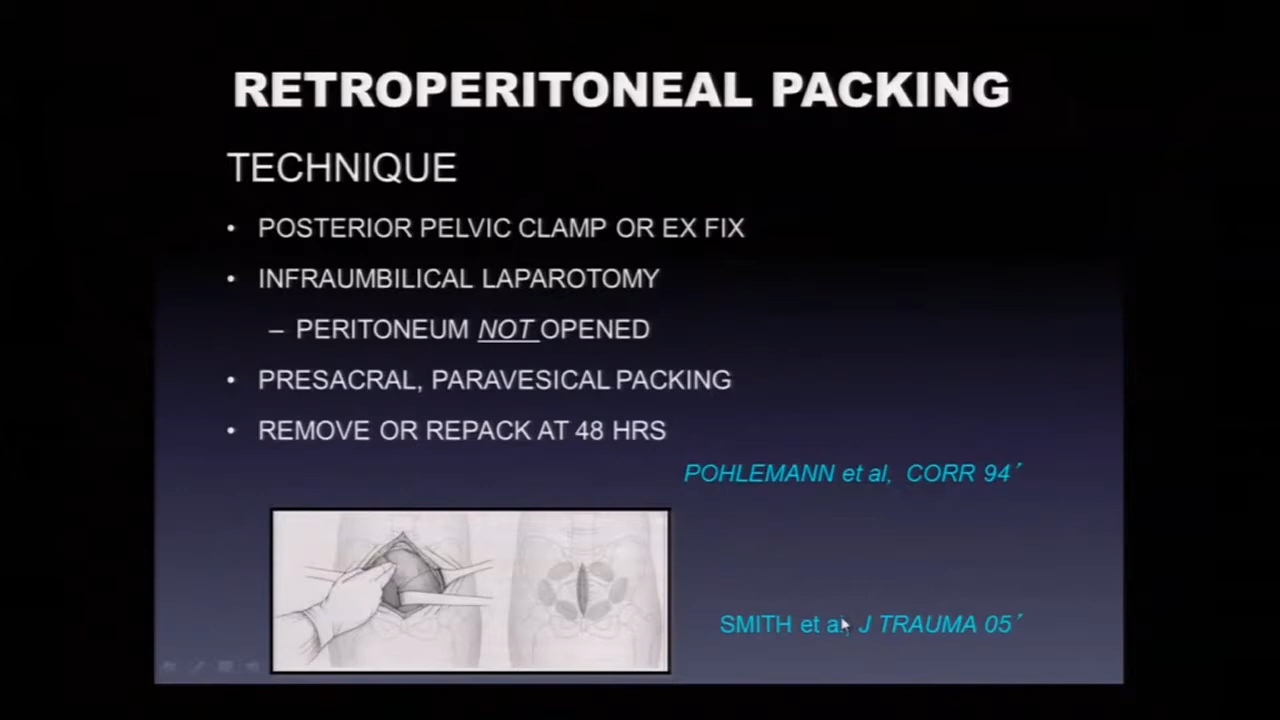 RETROPERITONEAL PACKING
TECHNIQUE
• POSTERIOR PELVIC CLAMP OR EX FIX
• INFRAUMBILICAL LAPAROTOMY
– PERITONEUM NOT OPENED
• PRESACRAL, PARAVESICAL PACKING
• REMOVE OR REPACK AT 48 HRS
POHLEMANN et al, CORR 94´
SMITH et al, J TRAUMA 05´